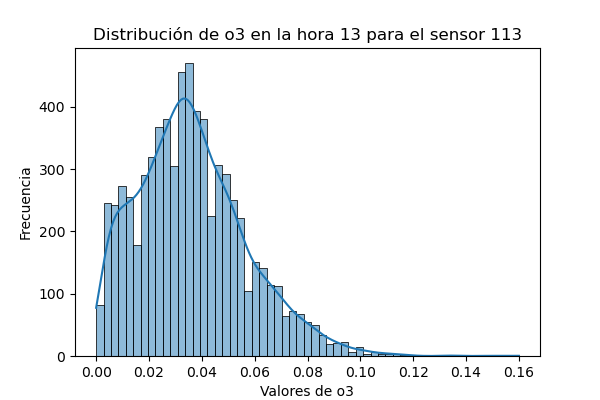 Distribución de o3 en la hora 13 para el sensor 113
Frecuencia
400
300
200
100
0
0.00 0.02 0.04 0.06 0.08 0.10 0.12 0.14 0.16
Valores de o3